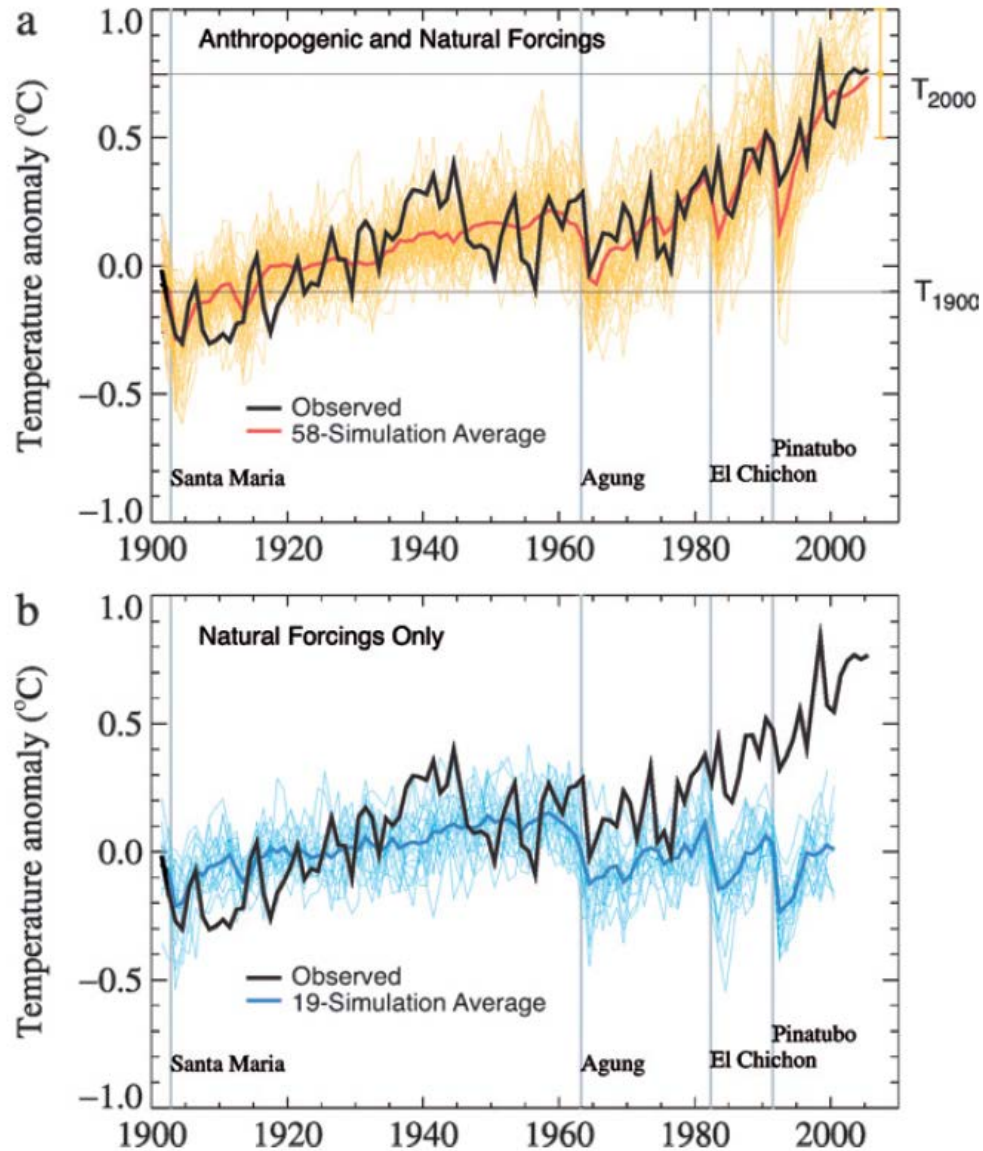 a
Anthropogenic and Natural Forcings
Temperature anomaly (°C)
1.0
0.5
0.0
−0.5
−1.0
T2000
T1900
Observed
58-Simulation Average
Santa Maria
Agung
El Chichon
Pinatubo
1900 1920 1940 1960 1980 2000
b
Natural Forcings Only
Temperature anomaly (°C)
1.0
0.5
0.0
−0.5
−1.0
Observed
19-Simulation Average
Santa Maria
Agung
El Chichon
Pinatubo
1900 1920 1940 1960 1980 2000